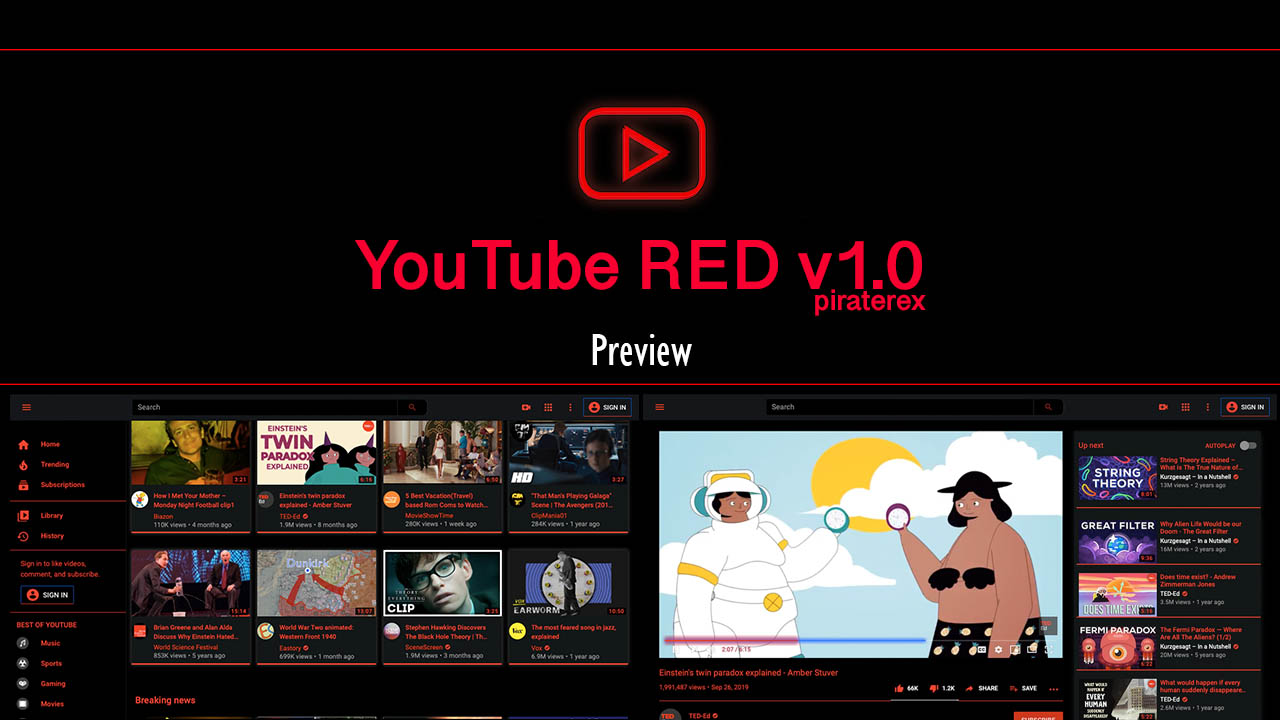 YouTube RED v1.0
piraterex
Preview
Search
SIGN IN
Home
Trending
Subscriptions
Library
History
Sign in to like videos,
comment, and subscribe.
SIGN IN
BEST OF YOUTUBE
Music
Sports
Gaming
Movies
3:21
How I Met Your Mother –
Monday Night Football clip1
Biazon
110K views • 4 months ago
EINSTEIN'S
TWIN
PARADOX
EXPLAINED
6:16
TED
Einstein's twin paradox
explained - Amber Stuver
TED-Ed
1.9M views • 8 months ago
6:50
5 Best Vacation(Travel)
based Rom Coms to Watch...
MovieShowTime
280K views • 1 week ago
HD
3:27
"That Man's Playing Galaga"
Scene | The Avengers (201...
ClipMania01
284K views • 1 year ago
15:14
Brian Greene and Alan Alda
Discuss Why Einstein Hated...
World Science Festival
853K views • 5 years ago
Dunkirk
13:07
World War Two animated:
Western Front 1940
Eastory
699K views • 1 month ago
THEORY
EVERYTHING
CLIP
3:25
Stephen Hawking Discovers
The Black Hole Theory | Th...
SceneScreen
1.9M views • 3 months ago
VOX
EARWORM
10:50
Vox
The most feared song in jazz,
explained
Vox
6.9M views • 1 year ago
Breaking news
Search
SIGN IN
2:07 / 6:15
Einstein's twin paradox explained - Amber Stuver
1,991,487 views • Sep 26, 2019
66K
1.2K
SHARE
SAVE
TED
TED-Ed
SUBSCRIBE
Up next
AUTOPLAY
STRING
THEORY
8:01
String Theory Explained –
What is The True Nature of...
Kurzgesagt – In a Nutshell
13M views • 2 years ago
GREAT FILTER
9:36
Why Alien Life Would be our
Doom - The Great Filter
Kurzgesagt – In a Nutshell
16M views • 2 years ago
DOES TIME EXIST?
5:15
Does time exist? - Andrew
Zimmerman Jones
TED-Ed
3.5M views • 1 year ago
FERMI PARADOX
6:22
The Fermi Paradox — Where
Are All The Aliens? (1/2)
Kurzgesagt – In a Nutshell
20M views • 5 years ago
WHAT WOULD
HAPPEN IF
EVERY
HUMAN
SUDDENLY
DISAPPEARED?
What would happen if every
human suddenly disappeare...
TED-Ed
2.6M views • 1 year ago